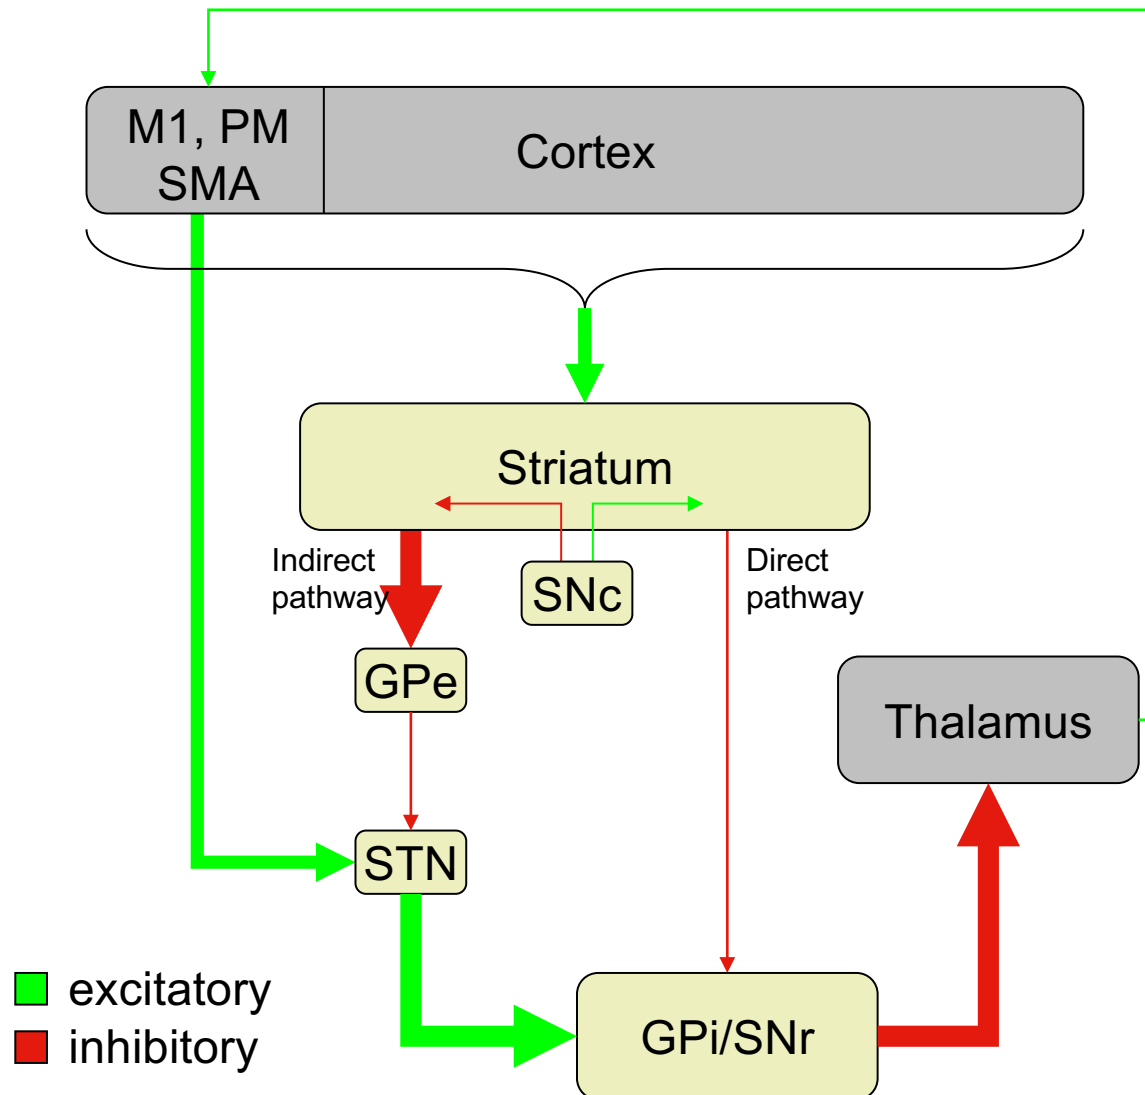 M1, PM
SMA
Cortex
Striatum
Indirect
pathway
SNc
Direct
pathway
GPe
Thalamus
STN
excitatory
inhibitory
GPi/SNr